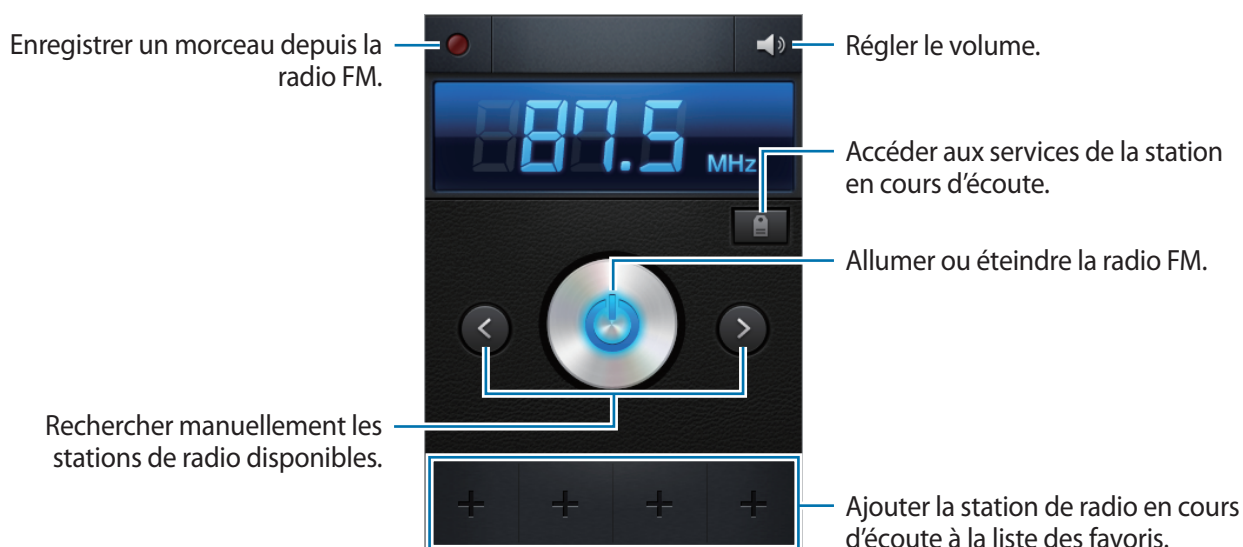 Enregistrer un morceau depuis la
radio FM.
Régler le volume.
87.5 MHz
Accéder aux services de la station
en cours d’écoute.
Allumer ou éteindre la radio FM.
Rechercher manuellement les
stations de radio disponibles.
Ajouter la station de radio en cours
d’écoute à la liste des favoris.